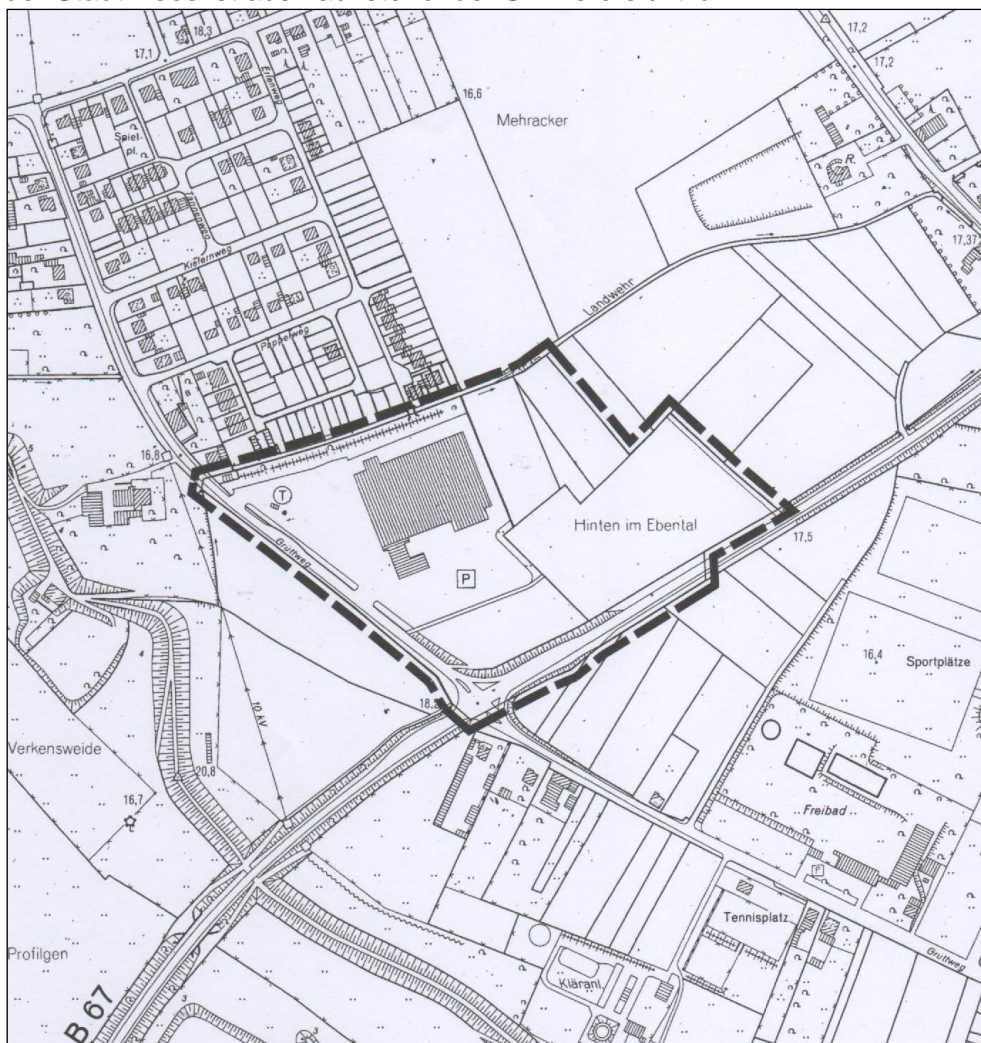 17,1
18,3
Erlenweg
16,6
Mehracker
17,2
17,2
Spiel-
pl.
R.
17,37
Kiefernweg
Landwehr
Pappelweg
16,8
T
Hinten im Ebental
17,5
Gruttweg
P
16,4
Sportplätze
18,2
10 kV
Verkensweide
20,8
16,7
Freibad
P
Tennisplatz
Profilgen
Kläranl.
Gruttweg
B 67